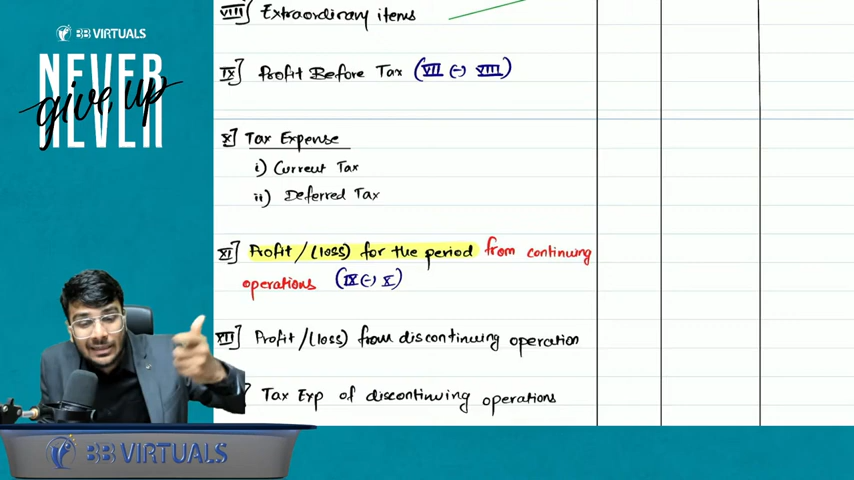 BB VIRTUALS
NEVER
give up
NEVER
VIII] Extraordinary items
IX] Profit Before Tax (VII (-) VIII)
X] Tax Expense
i) Current Tax
ii) Deferred Tax
XI] Profit/(loss) for the period from continuing
operations (IX (-) X)
XII] Profit/(loss) from discontinuing operation
] Tax Exp of discontinuing operations
BB VIRTUALS